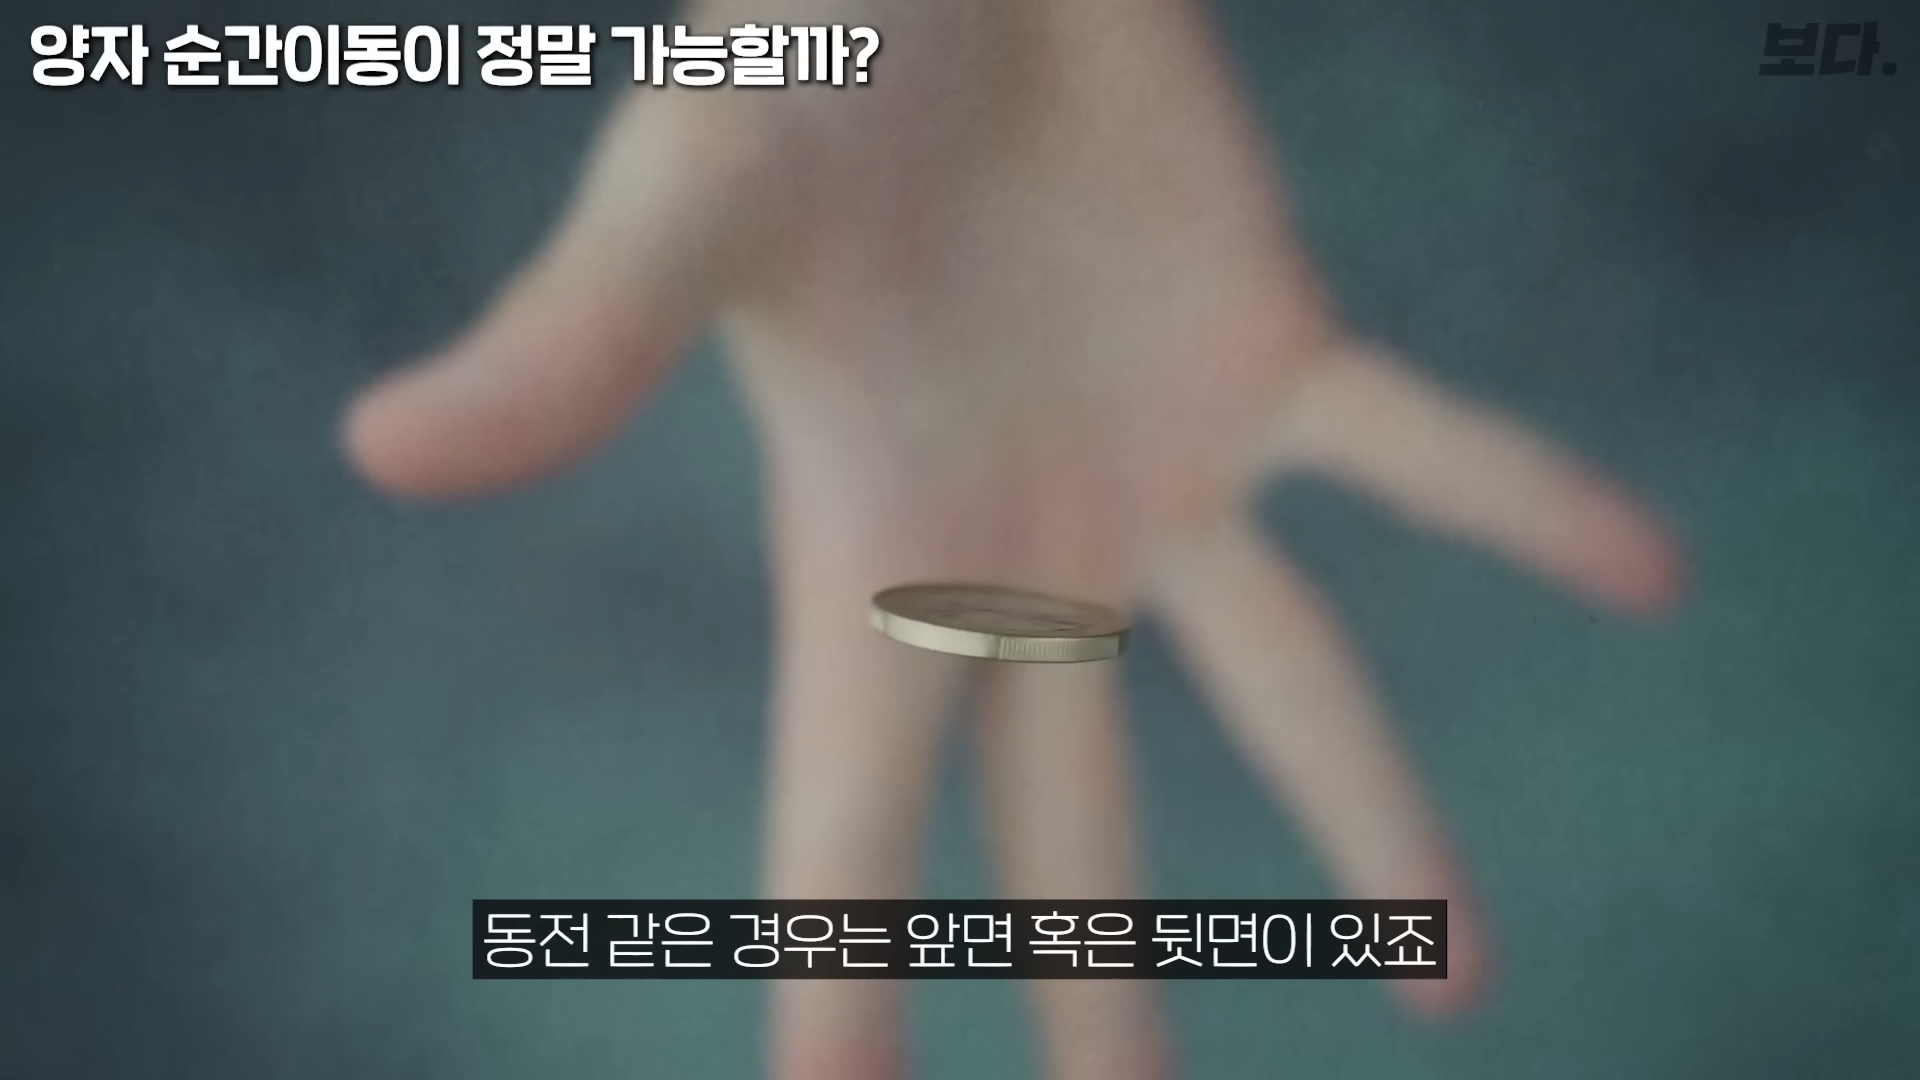 양자 순간이동이 정말 가능할까?
보다.
동전 같은 경우는 앞면 혹은 뒷면이 있죠